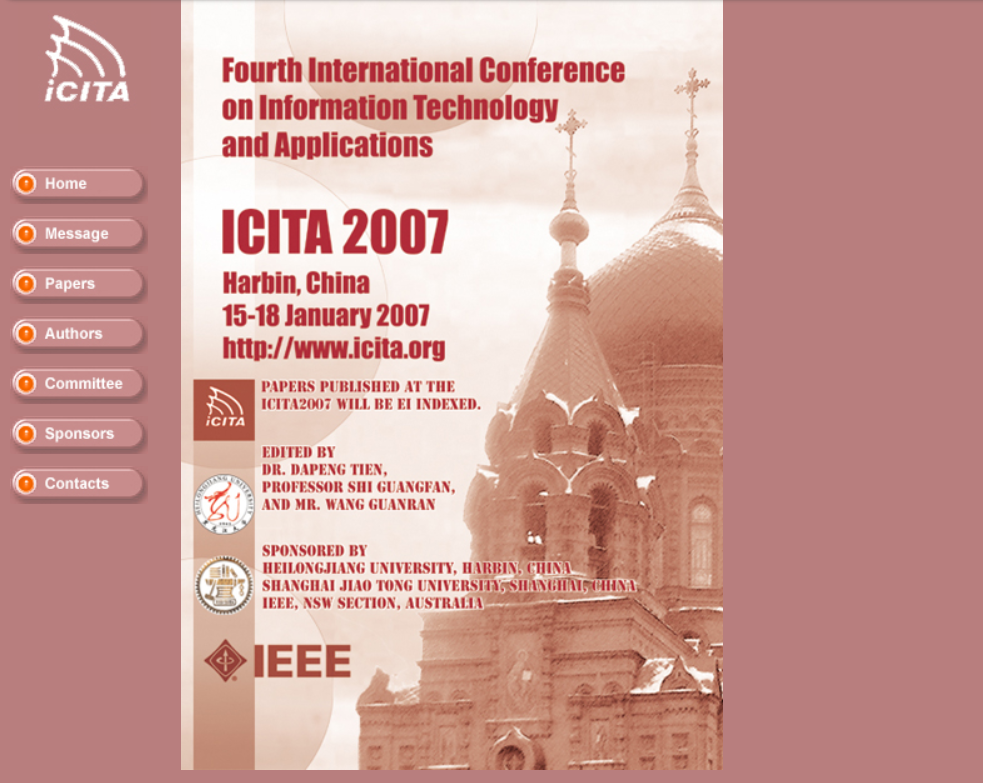 iCITA
Home
Message
Papers
Authors
Committee
Sponsors
Contacts
Fourth International Conference
on Information Technology
and Applications
ICITA 2007
Harbin, China
15-18 January 2007
http://www.icita.org
iCITA
PAPERS PUBLISHED AT THE
ICITA2007 WILL BE EI INDEXED.
EDITED BY
DR. DAPENG TIEN,
PROFESSOR SHI GUANGFAN,
AND MR. WANG GUANRAN
HEILONGJIANG UNIVERSITY
SPONSORED BY
HEILONGJIANG UNIVERSITY, HARBIN, CHINA
SHANGHAI JIAO TONG UNIVERSITY, SHANGHAI, CHINA
IEEE, NSW SECTION, AUSTRALIA
IEEE